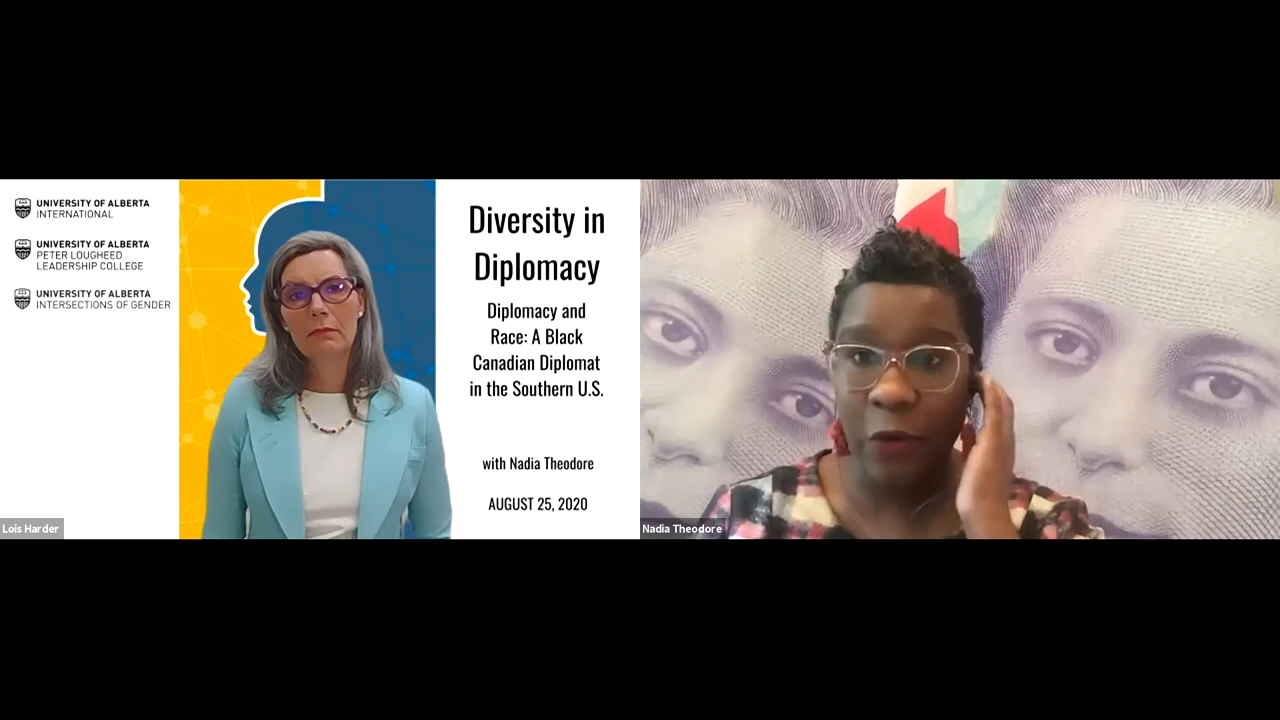 UNIVERSITY OF ALBERTA
INTERNATIONAL
UNIVERSITY OF ALBERTA
PETER LOUGHEED
LEADERSHIP COLLEGE
UNIVERSITY OF ALBERTA
INTERSECTIONS OF GENDER
Diversity in
Diplomacy
Diplomacy and
Race: A Black
Canadian Diplomat
in the Southern U.S.
with Nadia Theodore
AUGUST 25, 2020
Lois Harder
Nadia Theodore